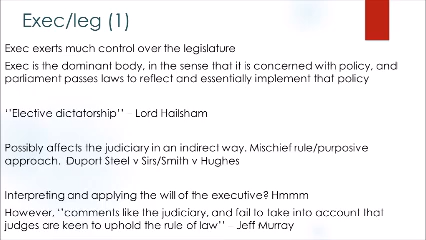 Exec/leg (1)
Exec exerts much control over the legislature
Exec is the dominant body, in the sense that it is concerned with policy, and
parliament passes laws to reflect and essentially implement that policy
‘‘Elective dictatorship’’ – Lord Hailsham
Possibly affects the judiciary in an indirect way. Mischief rule/purposive
approach. Duport Steel v Sirs/Smith v Hughes
Interpreting and applying the will of the executive? Hmmm
However, ‘‘comments like the judiciary, and fail to take into account that
judges are keen to uphold the rule of law’’ – Jeff Murray